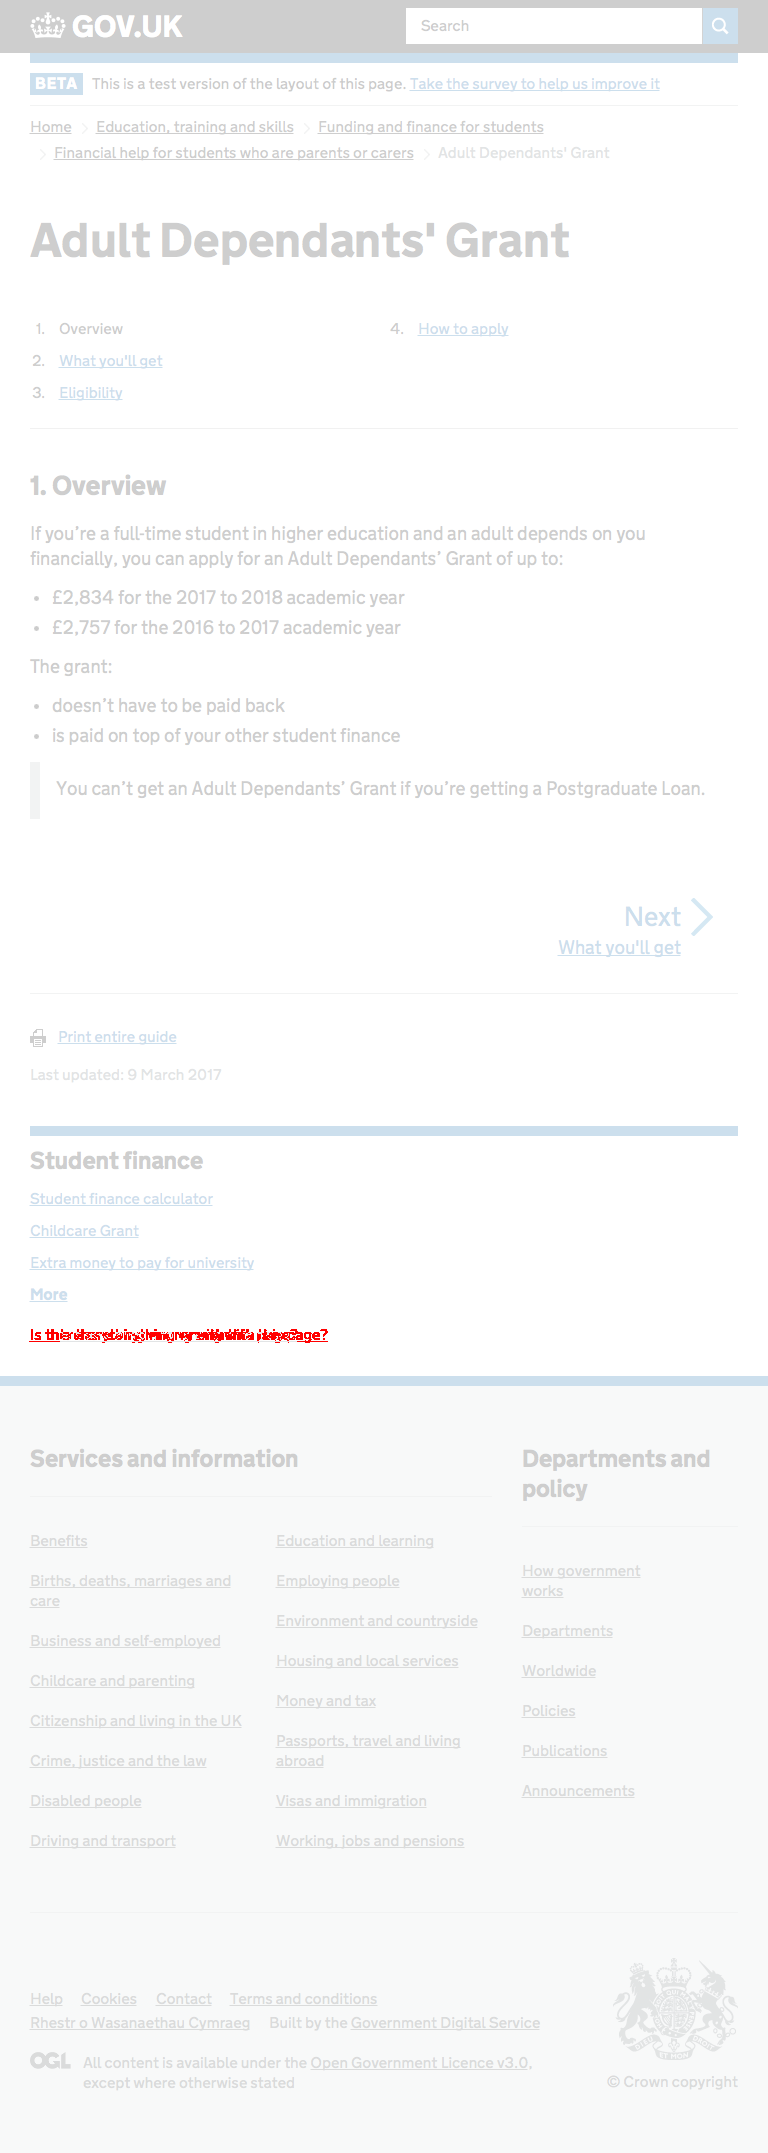 GOV.UK
Search
BETA This is a test version of the layout of this page. Take the survey to help us improve it
Home Education, training and skills Funding and finance for students
Financial help for students who are parents or carers Adult Dependants' Grant
Adult Dependants' Grant
1. Overview
2. What you'll get
3. Eligibility
4. How to apply
1. Overview
If you’re a full-time student in higher education and an adult depends on you
financially, you can apply for an Adult Dependants’ Grant of up to:
• £2,834 for the 2017 to 2018 academic year
• £2,757 for the 2016 to 2017 academic year
The grant:
• doesn’t have to be paid back
• is paid on top of your other student finance
You can’t get an Adult Dependants’ Grant if you’re getting a Postgraduate Loan.
Next
What you'll get
Print entire guide
Last updated: 9 March 2017
Student finance
Student finance calculator
Childcare Grant
Extra money to pay for university
More
Services and information
Benefits
Births, deaths, marriages and
care
Business and self-employed
Childcare and parenting
Citizenship and living in the UK
Crime, justice and the law
Disabled people
Driving and transport
Education and learning
Employing people
Environment and countryside
Housing and local services
Money and tax
Passports, travel and living
abroad
Visas and immigration
Working, jobs and pensions
Departments and
policy
How government
works
Departments
Worldwide
Policies
Publications
Announcements
Help Cookies Contact Terms and conditions
Rhestr o Wasanaethau Cymraeg Built by the Government Digital Service
OGL All content is available under the Open Government Licence v3.0,
except where otherwise stated
© Crown copyright